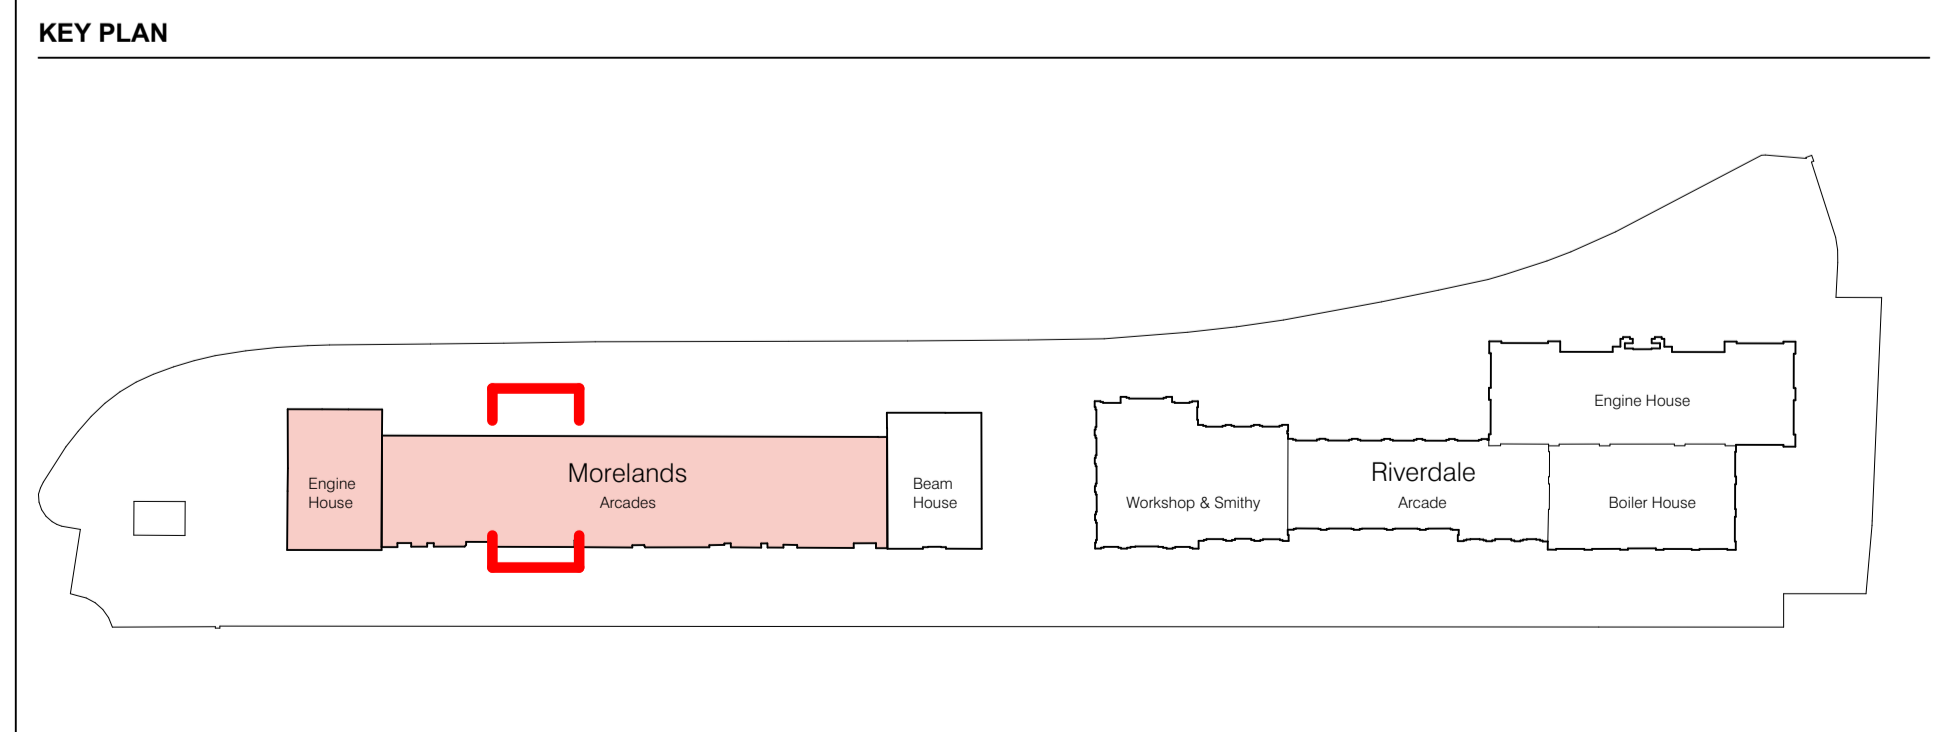 KEY PLAN
Engine
House
Morelands
Arcades
Beam
House
Workshop & Smithy
Riverdale
Arcade
Engine House
Boiler House